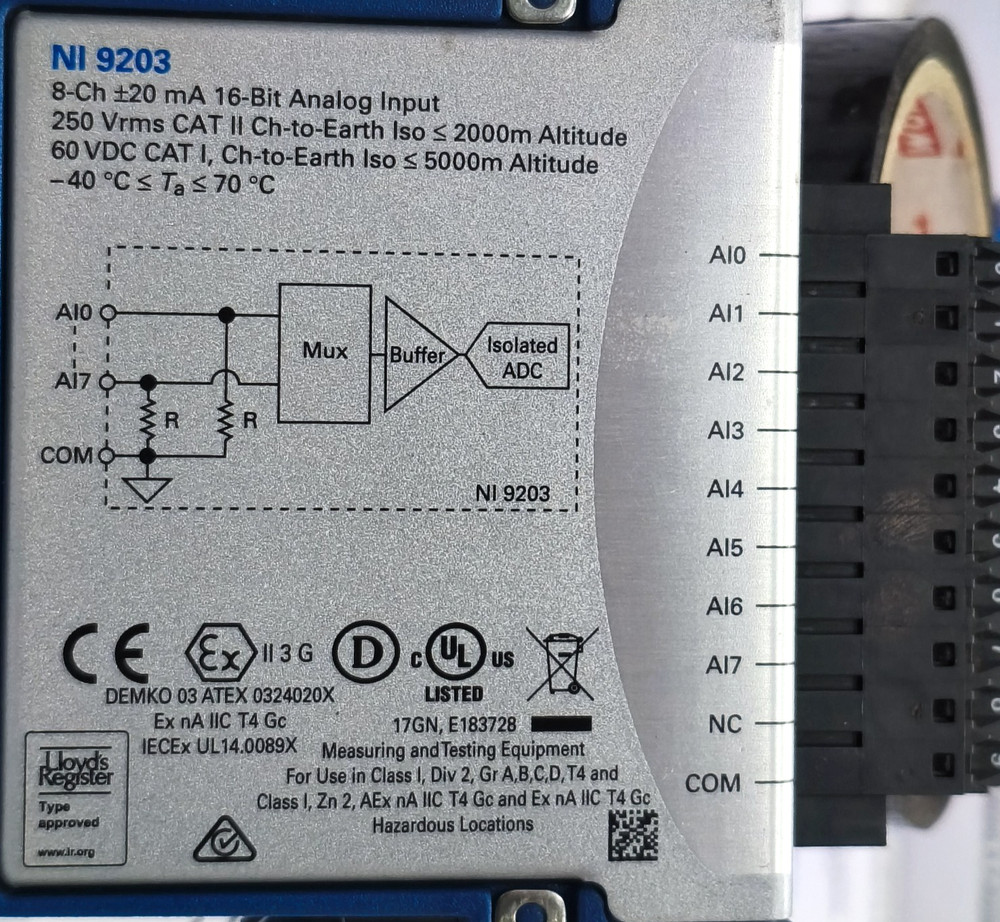 NI 9203
8-Ch ±20 mA 16-Bit Analog Input
250 Vrms CAT II Ch-to-Earth Iso ≤ 2000m Altitude
60 VDC CAT I, Ch-to-Earth Iso ≤ 5000m Altitude
−40 °C ≤ Ta ≤ 70 °C
AI0
AI7
COM
R
R
Mux
Buffer
Isolated
ADC
NI 9203
AI0
AI1
AI2
AI3
AI4
AI5
AI6
AI7
NC
COM
CE
Ex II 3 G
D
C UL US
LISTED
DEMKO 03 ATEX 0324020X
Ex nA IIC T4 Gc
IECEx UL14.0089X
17GN, E183728
Measuring and Testing Equipment
For Use in Class I, Div 2, Gr A,B,C,D,T4 and
Class I, Zn 2, AEx nA IIC T4 Gc and Ex nA IIC T4 Gc
Hazardous Locations
Lloyd's
Register
Type
approved
www.lr.org